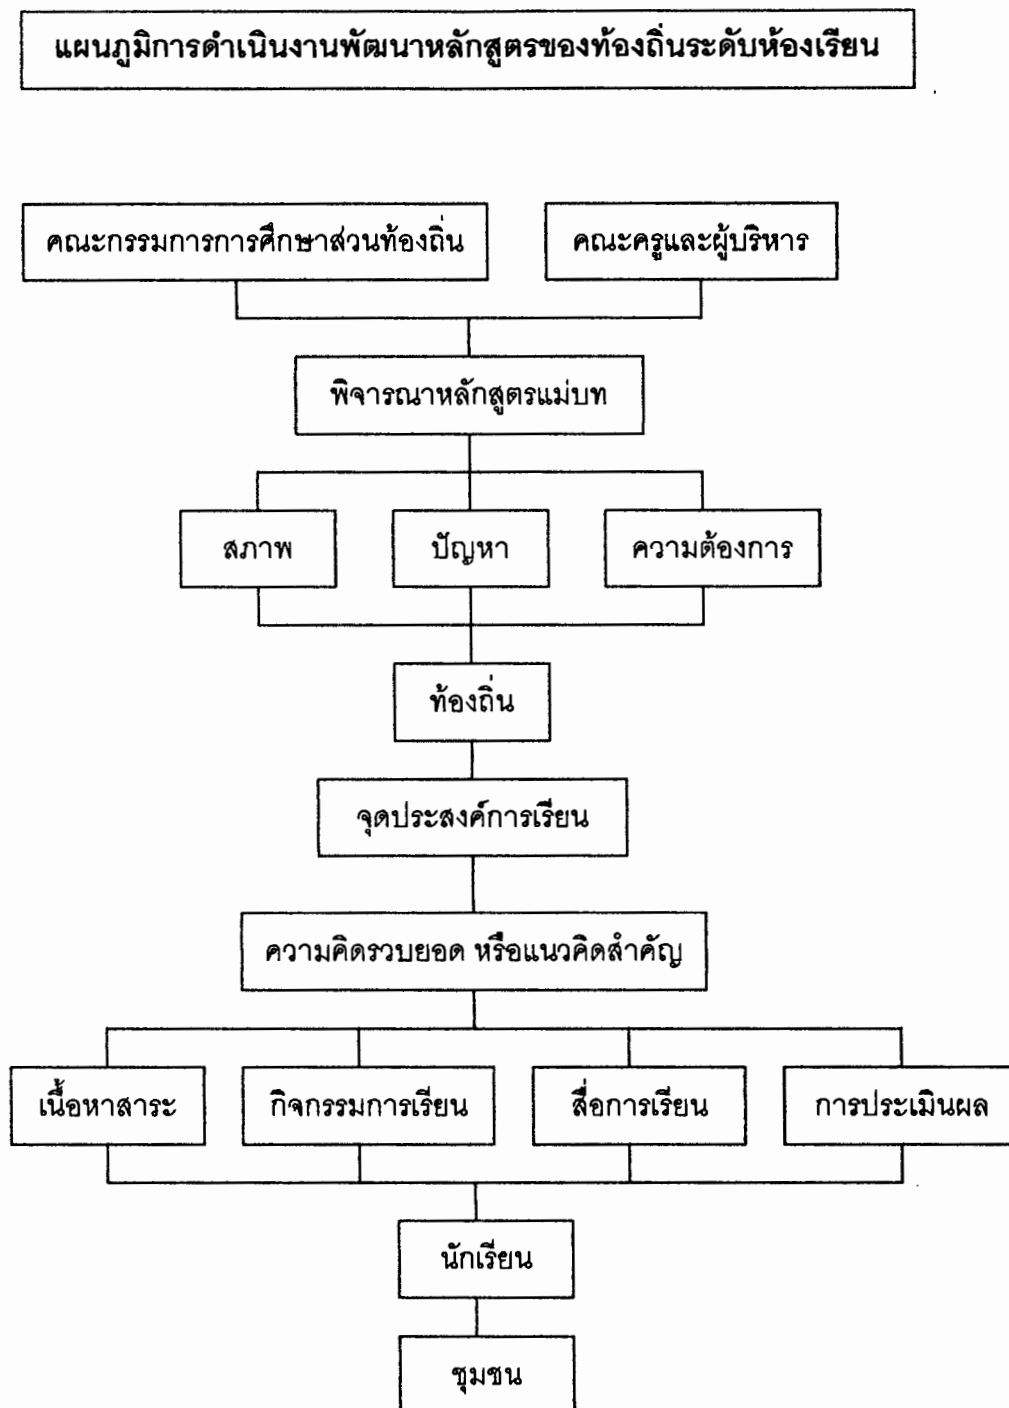 แผนภูมิการดำเนินงานพัฒนาหลักสูตรของท้องถิ่นระดับห้องเรียน
คณะกรรมการการศึกษาส่วนท้องถิ่น
คณะครูและผู้บริหาร
พิจารณาหลักสูตรแม่บท
สภาพ
ปัญหา
ความต้องการ
ท้องถิ่น
จุดประสงค์การเรียน
ความคิดรวบยอด หรือแนวคิดสำคัญ
เนื้อหาสาระ
กิจกรรมการเรียน
สื่อการเรียน
การประเมินผล
นักเรียน
ชุมชน